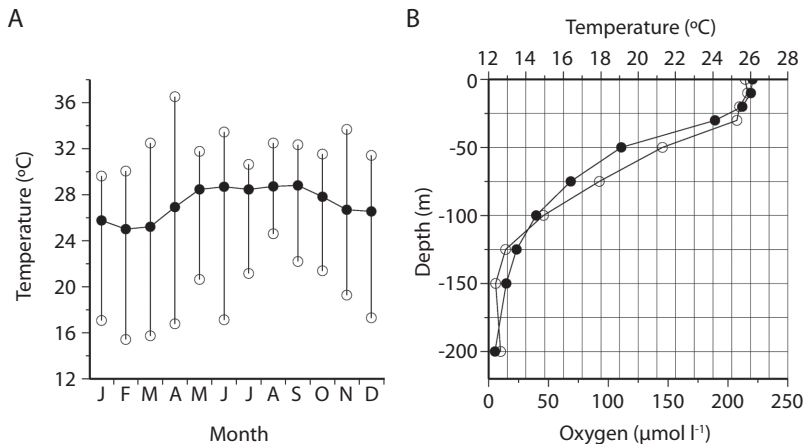 A
Temperature (ºC)
36
32
28
24
20
16
12
J F M A M J J A S O N D
Month
B
Temperature (ºC)
12 14 16 18 20 22 24 26 28
Depth (m)
0
-50
-100
-150
-200
0 50 100 150 200 250
Oxygen (µmol l⁻¹)